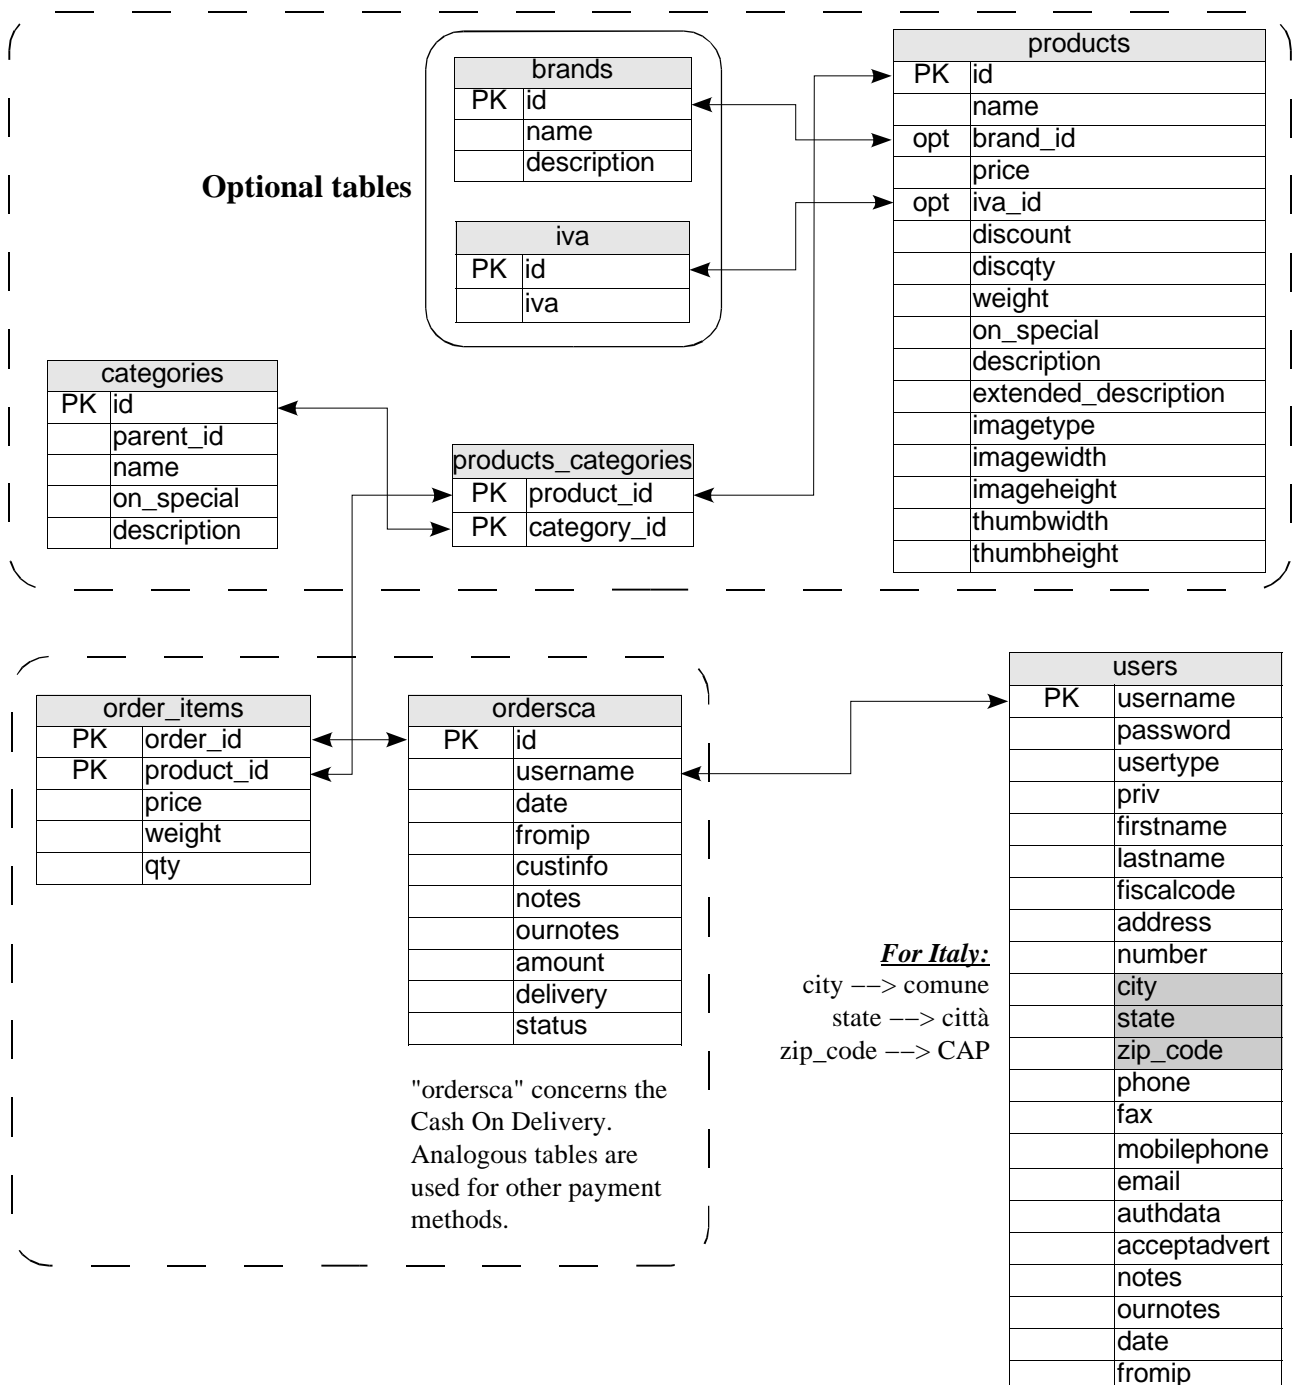 brands
PK id
name
description
Optional tables
iva
PK id
iva
products
PK id
name
opt brand_id
price
opt iva_id
discount
discqty
weight
on_special
description
extended_description
imagetype
imagewidth
imageheight
thumbwidth
thumbheight
categories
PK id
parent_id
name
on_special
description
products_categories
PK product_id
PK category_id
order_items
PK order_id
PK product_id
price
weight
qty
ordersca
PK id
username
date
fromip
custinfo
notes
ournotes
amount
delivery
status
"ordersca" concerns the
Cash On Delivery.
Analogous tables are
used for other payment
methods.
For Italy:
city −−> comune
state −−> città
zip_code −−> CAP
users
PK username
password
usertype
priv
firstname
lastname
fiscalcode
address
number
city
state
zip_code
phone
fax
mobilephone
email
authdata
acceptadvert
notes
ournotes
date
fromip